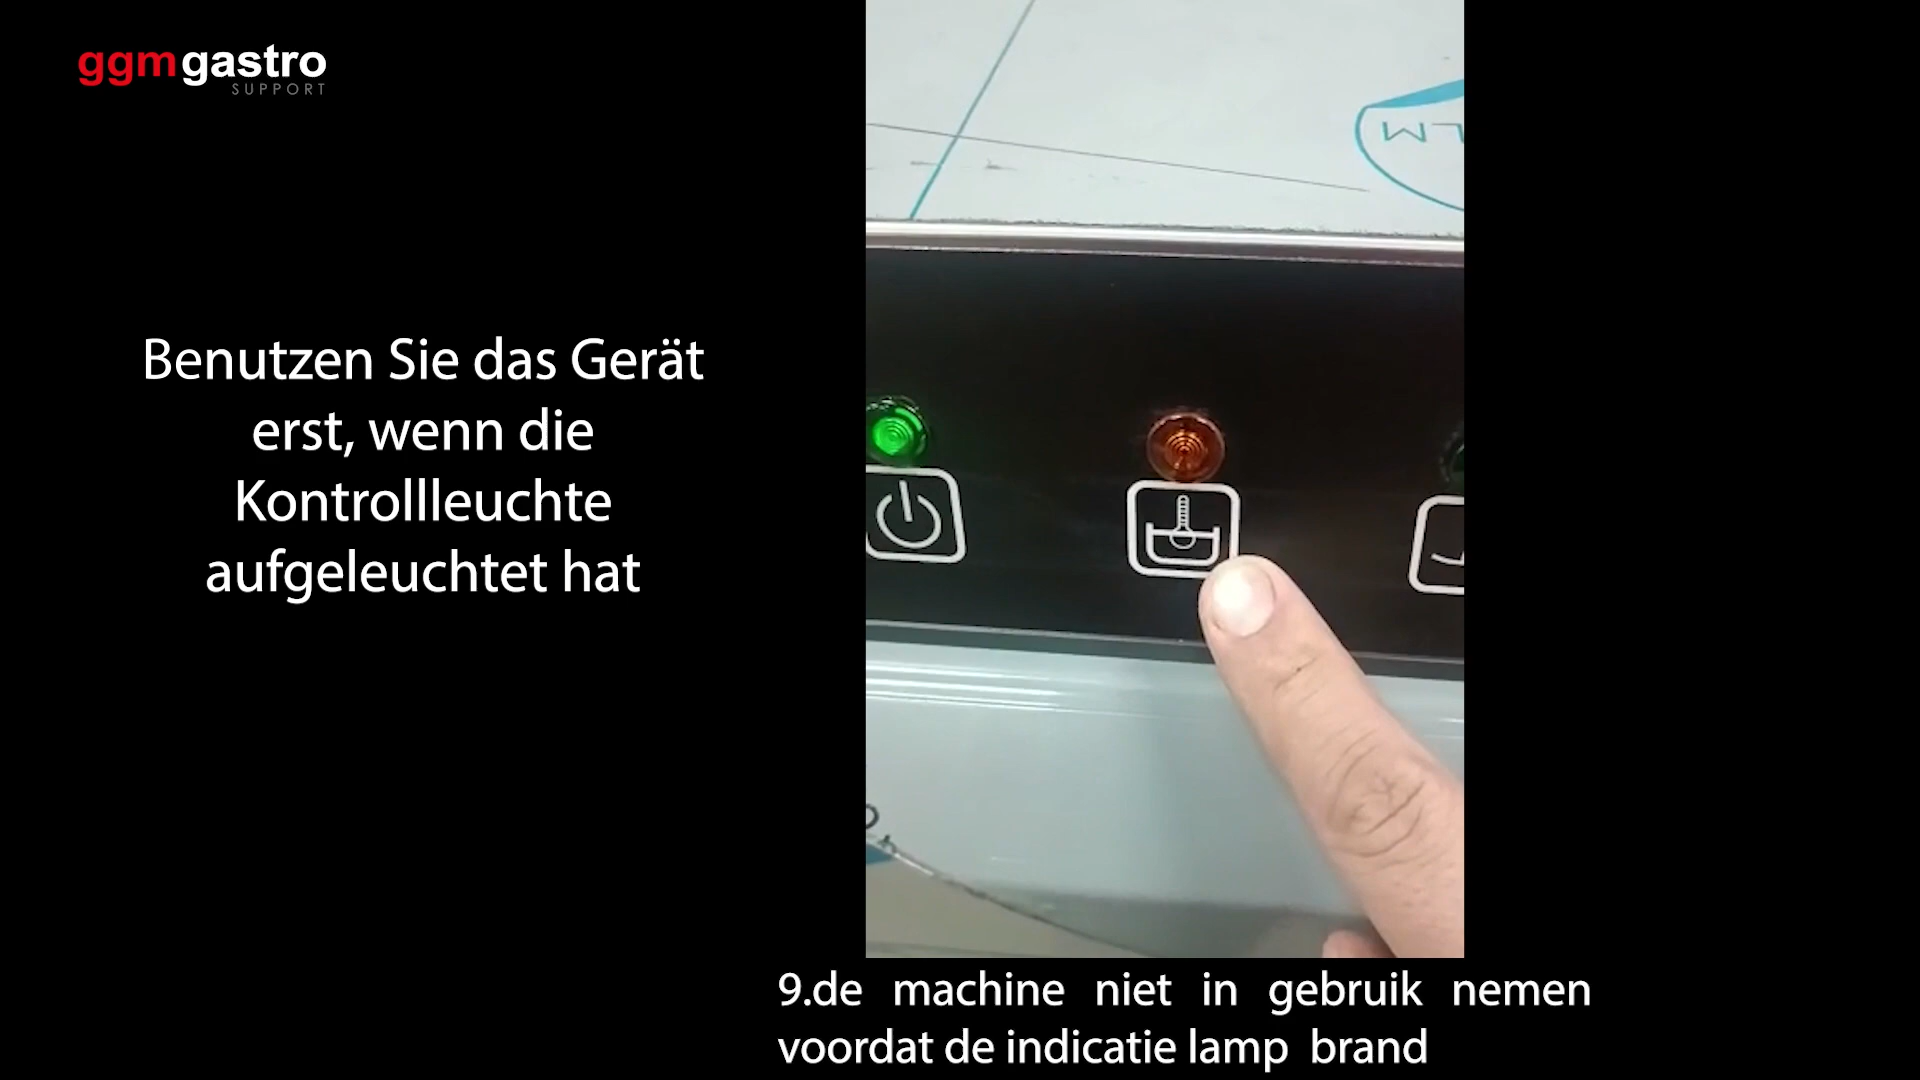 ggmgastro
SUPPORT
Benutzen Sie das Gerät
erst, wenn die
Kontrollleuchte
aufgeleuchtet hat
LM
9.de machine niet in gebruik nemen
voordat de indicatie lamp brand